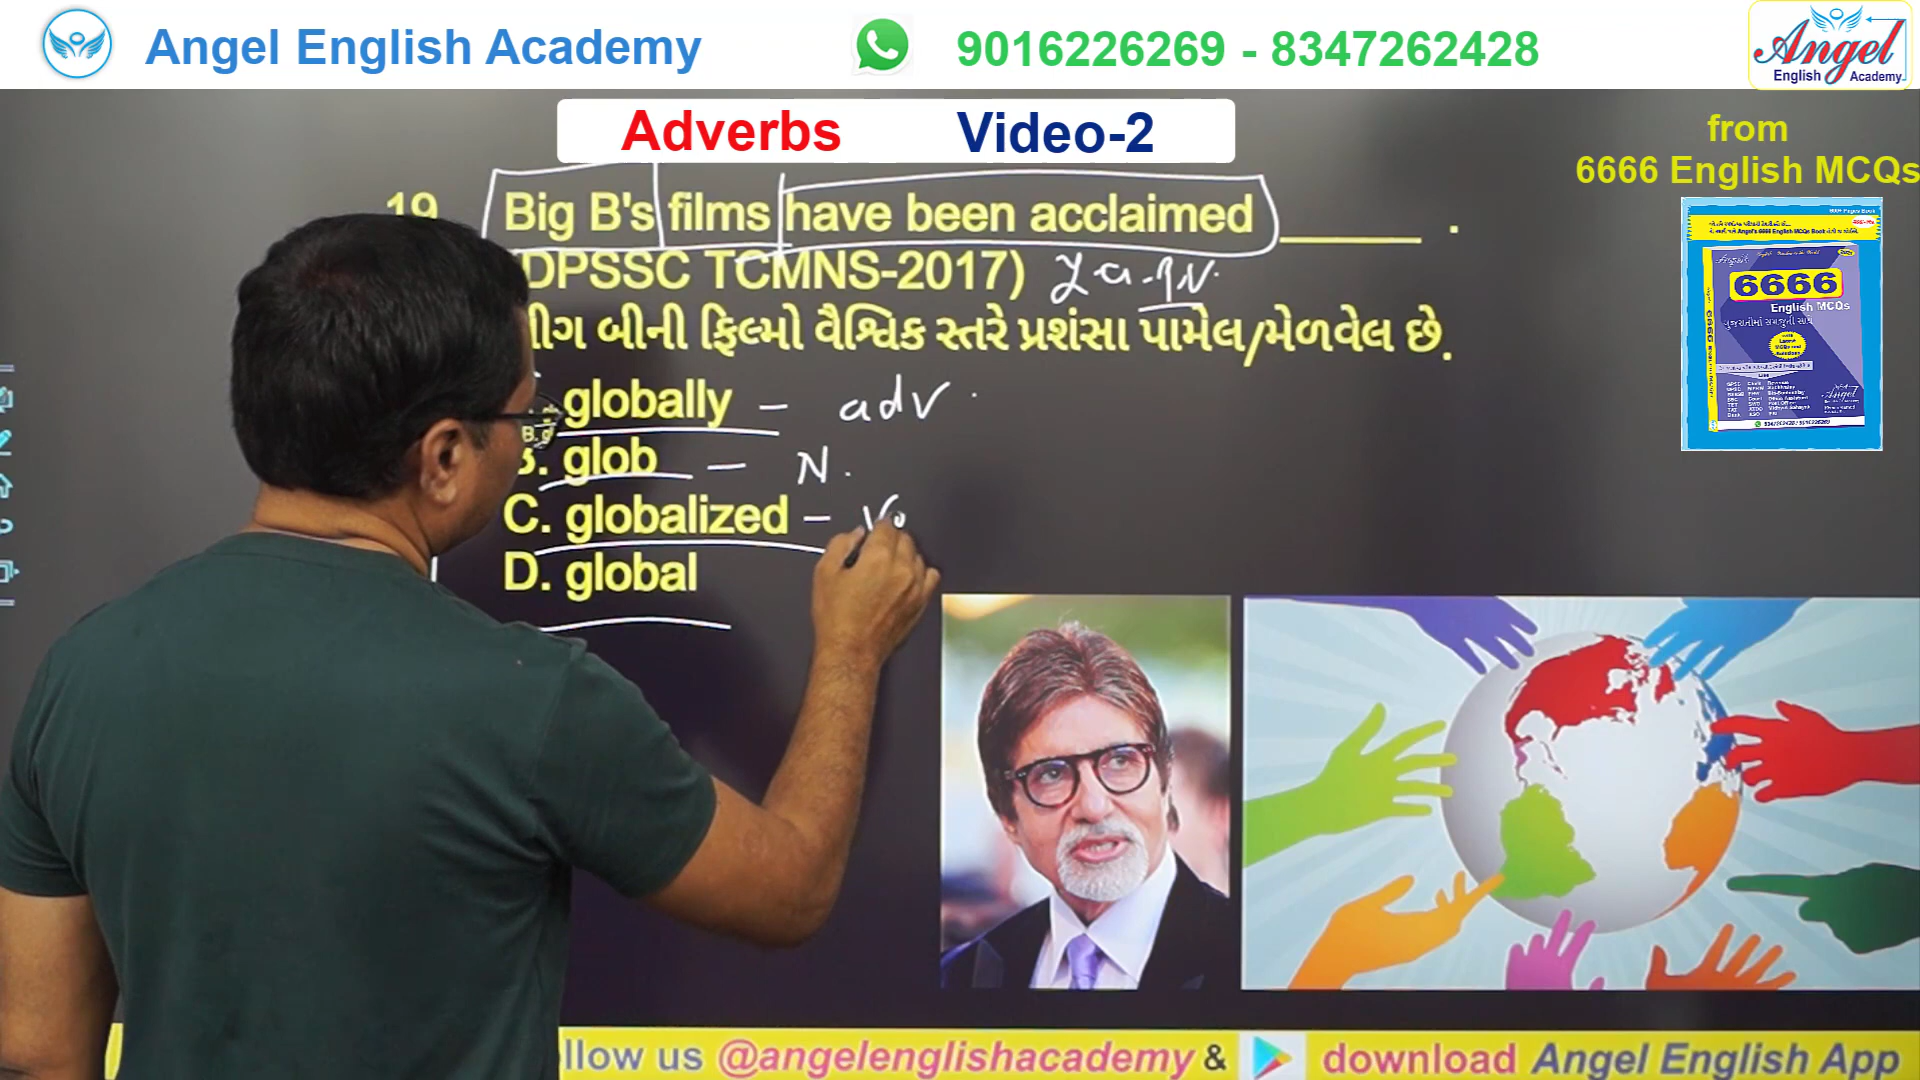 Angel English Academy
9016226269 - 8347262428
Angel
English Academy
Adverbs Video-2
from
6666 English MCQs
19 Big B's films have been acclaimed ______ .
DPSSC TCMNS-2017)
બીની ફિલ્મો વૈશ્વિક સ્તરે પ્રશંસા પામેલ/મેળવેલ છે.
globally - adv.
B. glob - N.
C. globalized -
D. global
6666
English MCQs
Angel
llow us @angelenglishacademy & download Angel English App